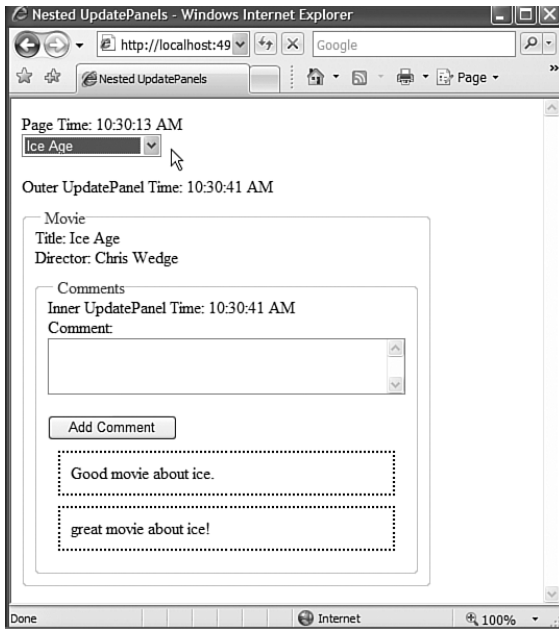 Nested UpdatePanels - Windows Internet Explorer
http://localhost:49
Google
Nested UpdatePanels
Page
»
Page Time: 10:30:13 AM
Ice Age
Outer UpdatePanel Time: 10:30:41 AM
Movie
Title: Ice Age
Director: Chris Wedge
Comments
Inner UpdatePanel Time: 10:30:41 AM
Comment:
Add Comment
Good movie about ice.
great movie about ice!
Done
Internet
100%